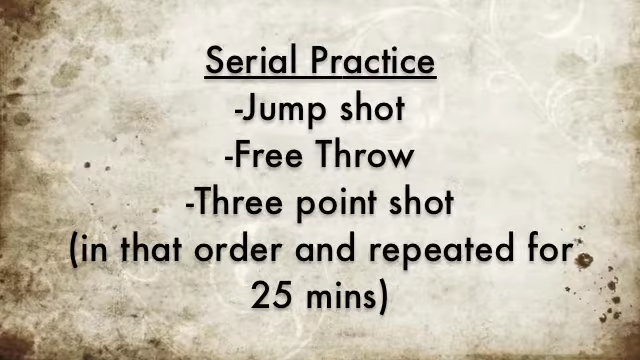 Serial Practice
-Jump shot
-Free Throw
-Three point shot
(in that order and repeated for
25 mins)